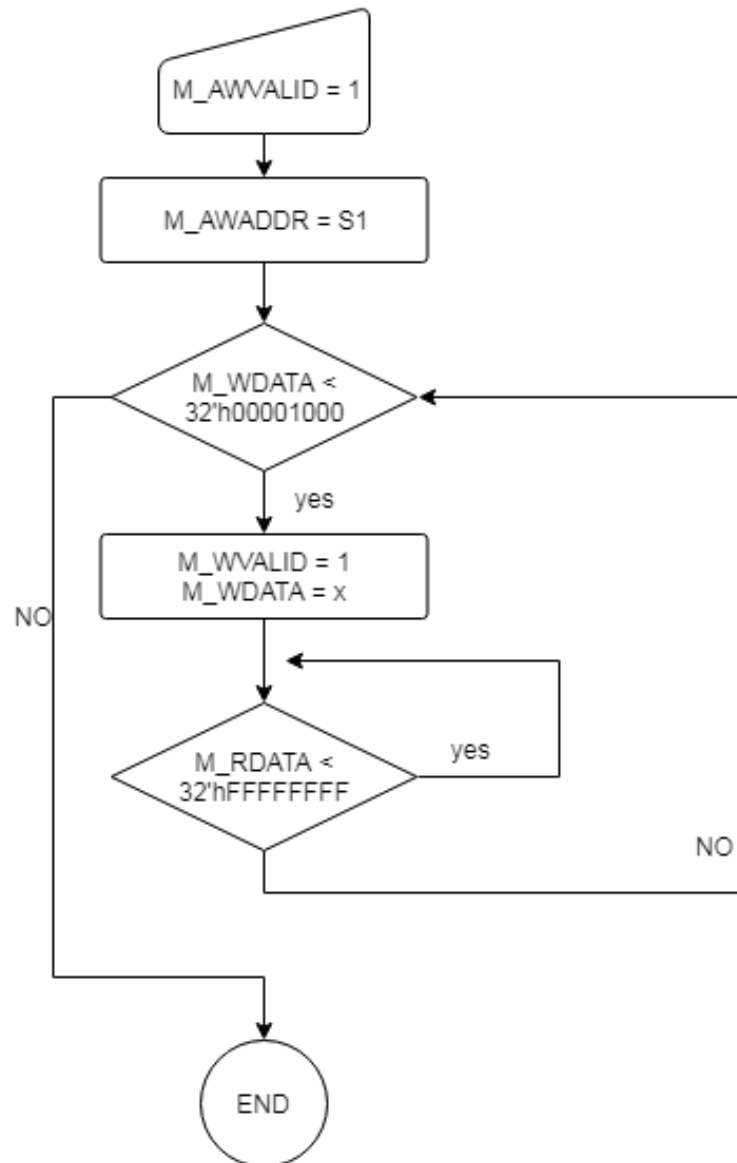 M_AWVALID = 1
M_AWADDR = S1
M_WDATA <
32'h00001000
yes
M_WVALID = 1
M_WDATA = x
NO
M_RDATA <
32'hFFFFFFFF
yes
NO
END